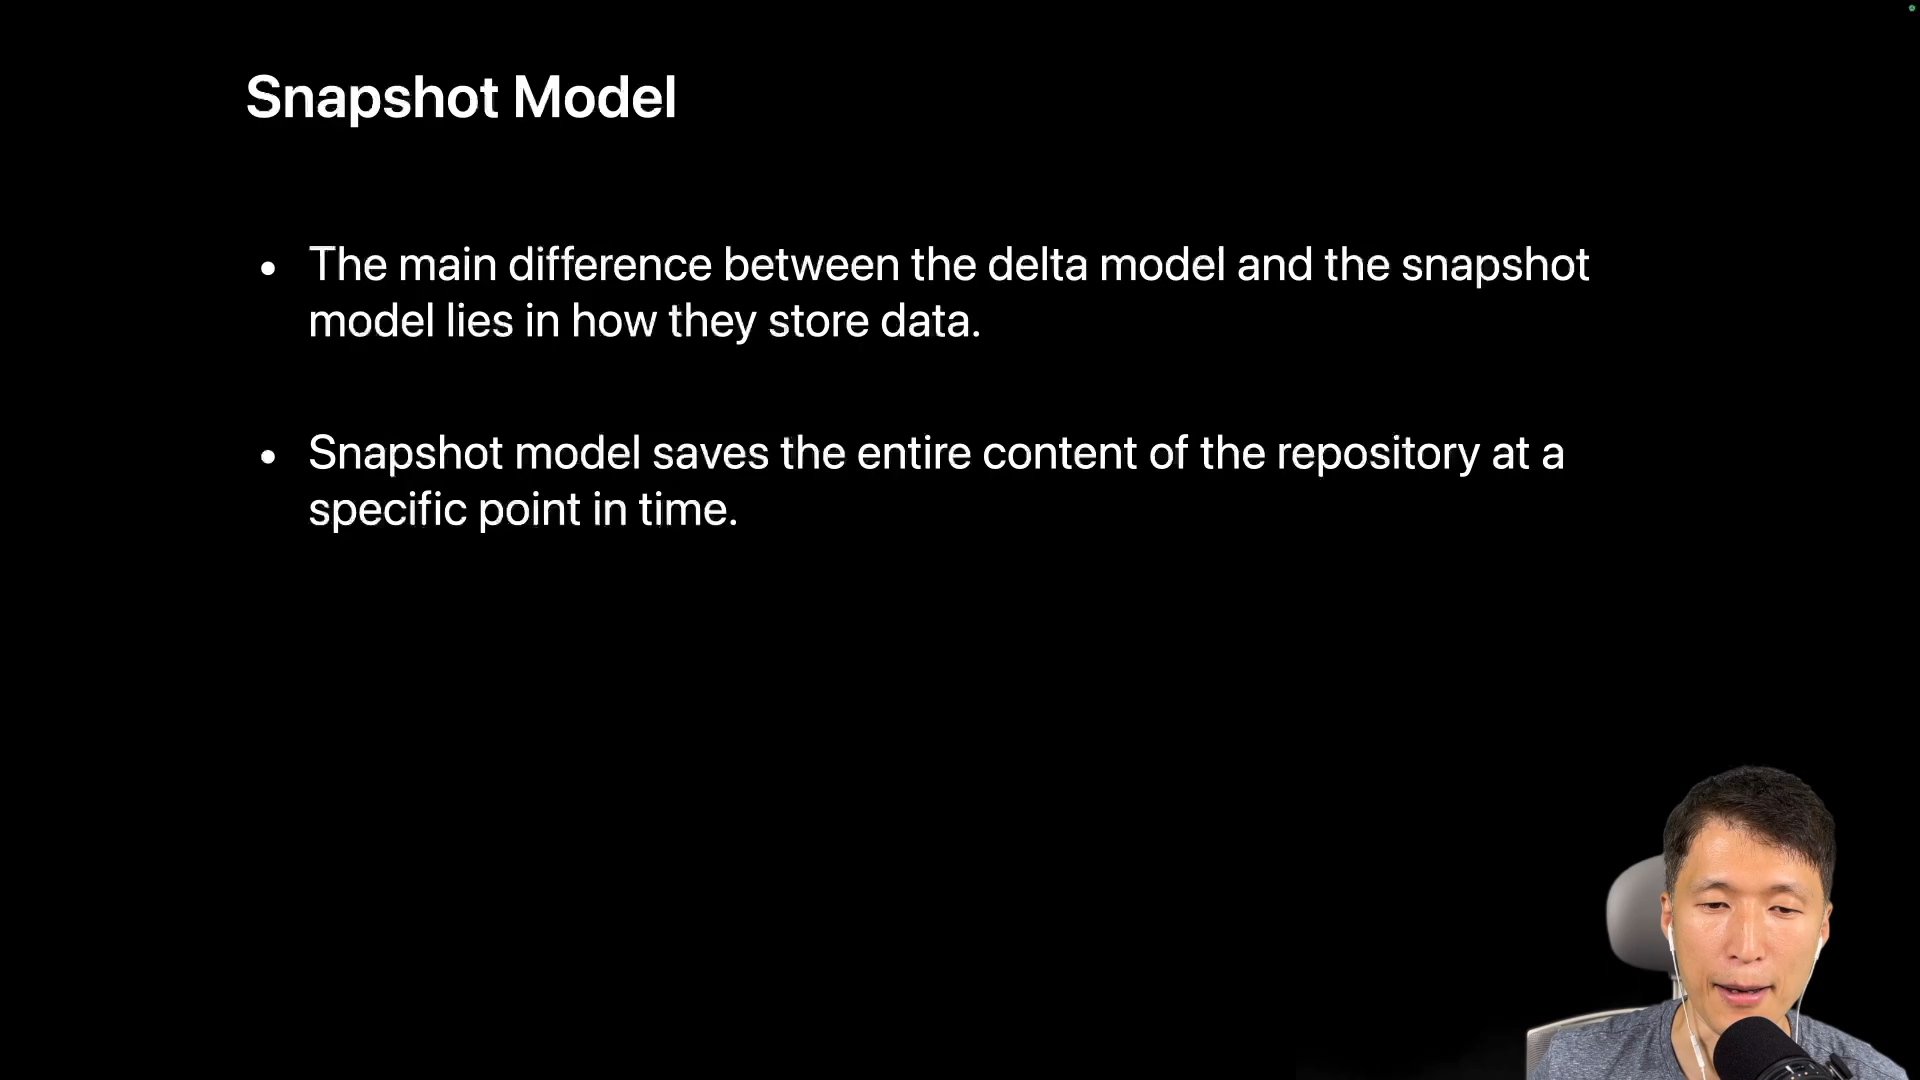 Snapshot Model
• The main difference between the delta model and the snapshot
model lies in how they store data.
• Snapshot model saves the entire content of the repository at a
specific point in time.